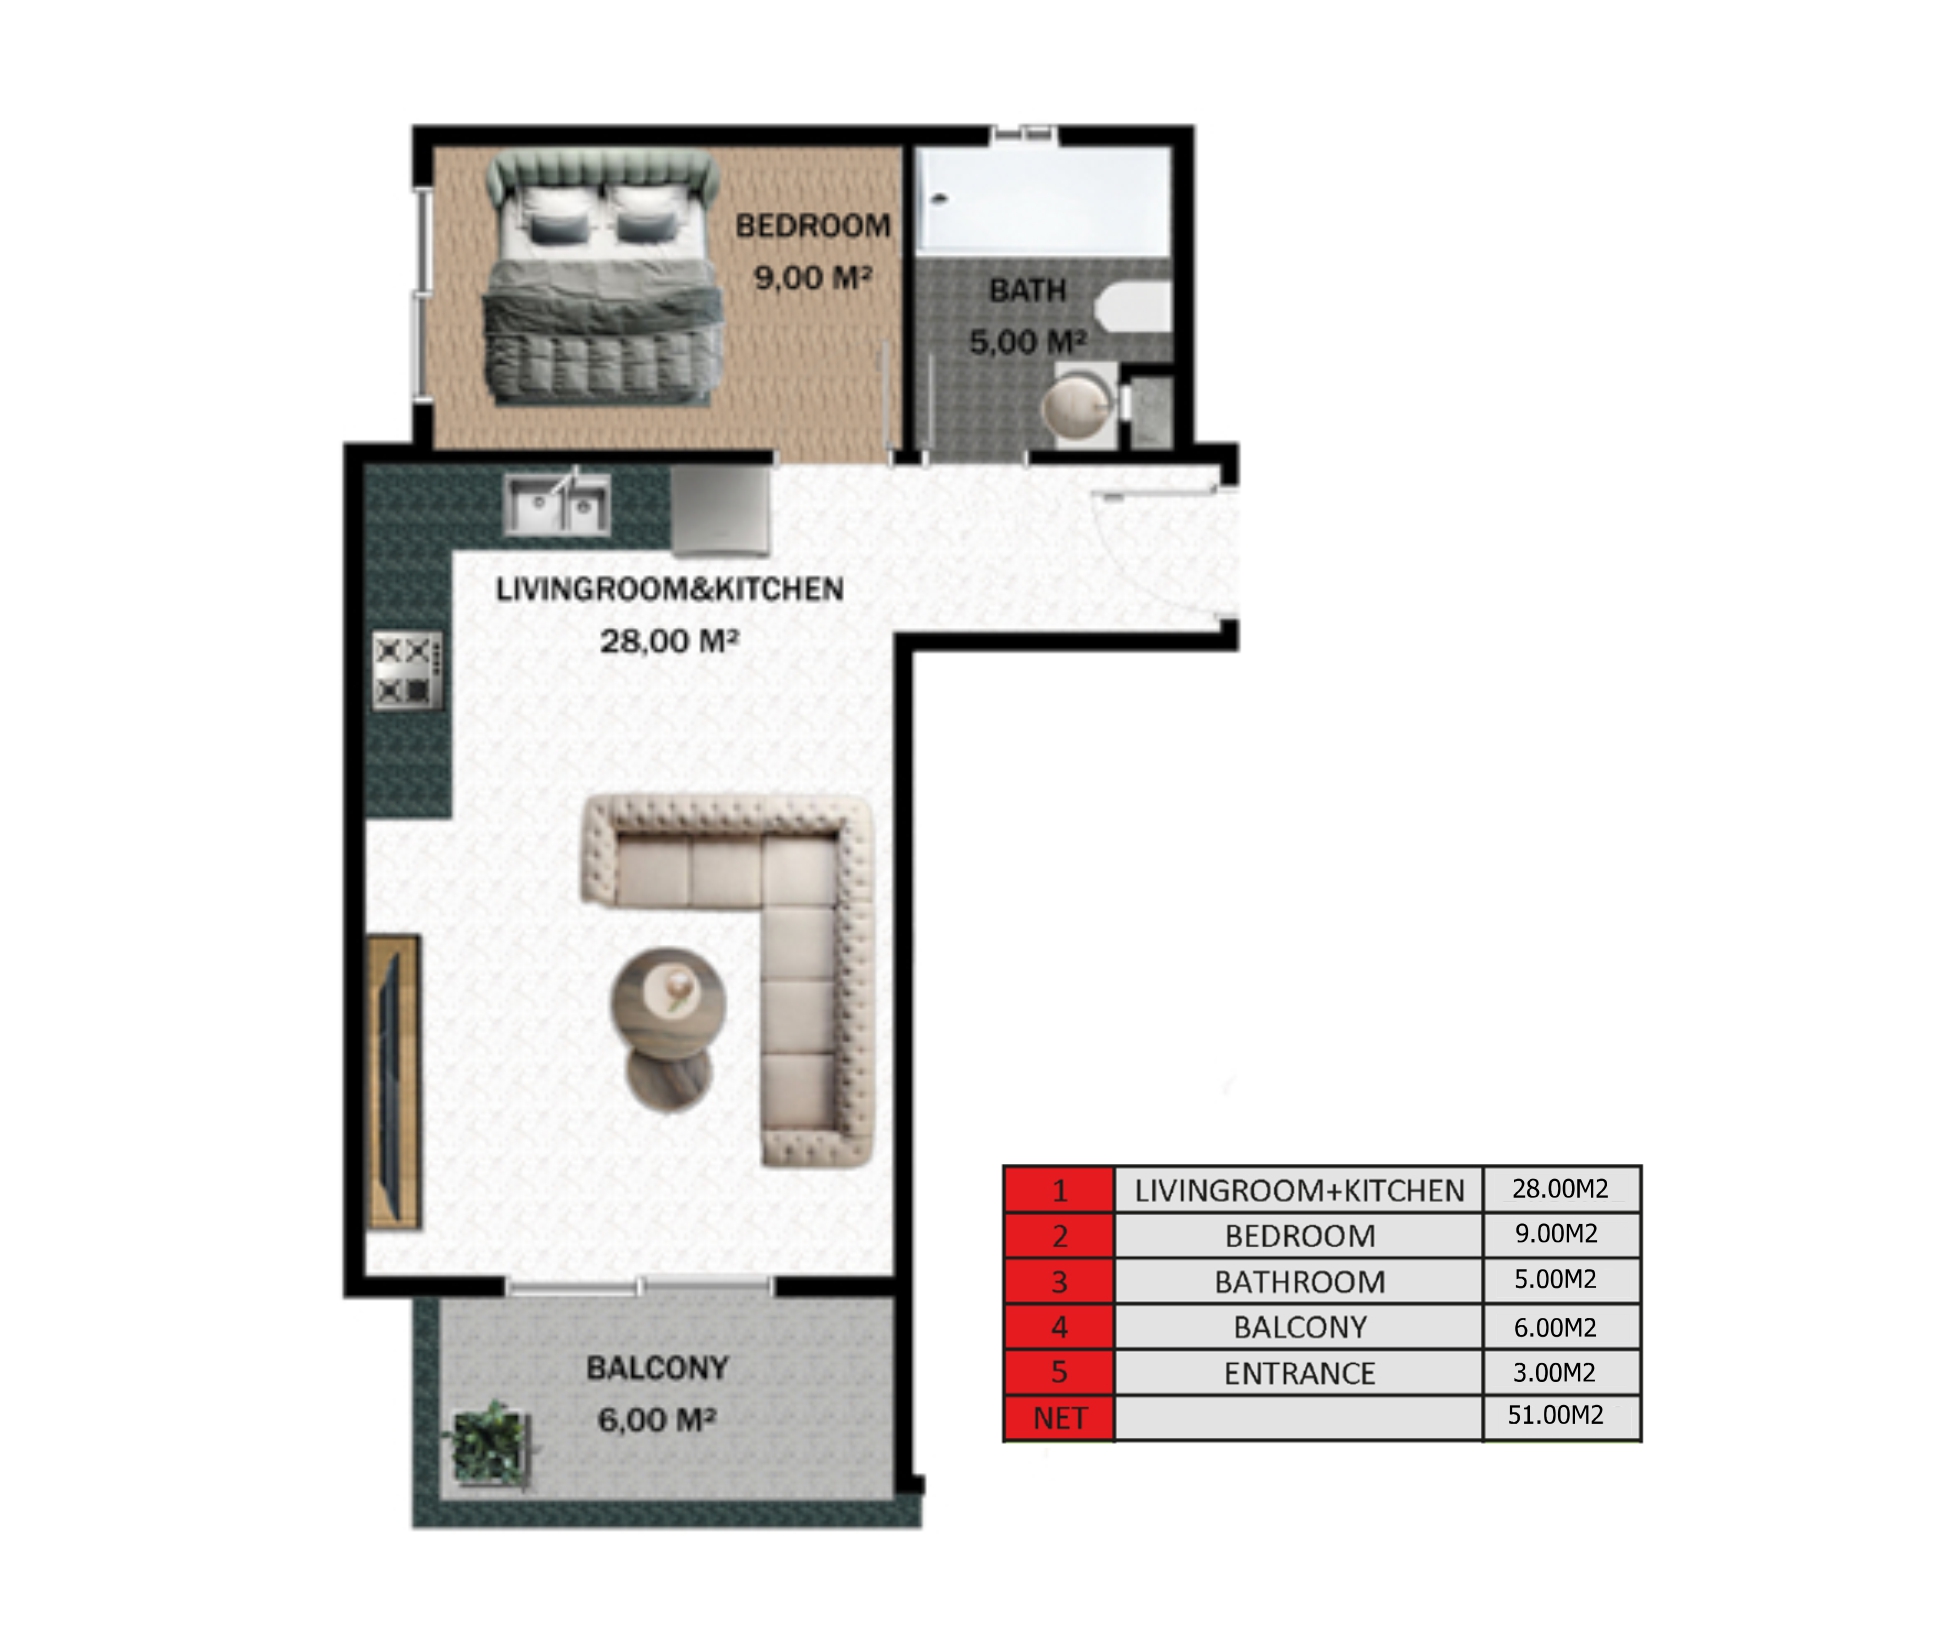 BEDROOM
9,00 M²
BATH
5,00 M²
LIVINGROOM&KITCHEN
28,00 M²
BALCONY
6,00 M²
1 LIVINGROOM+KITCHEN 28.00M2
2 BEDROOM 9.00M2
3 BATHROOM 5.00M2
4 BALCONY 6.00M2
5 ENTRANCE 3.00M2
NET 51.00M2